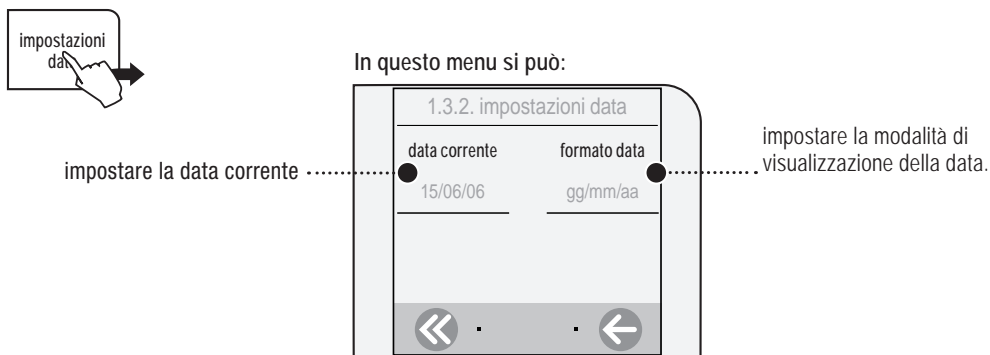 impostazioni
In questo menu si può:
1.3.2. impostazioni data
data corrente
formato data
15/06/06
gg/mm/aa
impostare la data corrente
impostare la modalità di
visualizzazione della data.